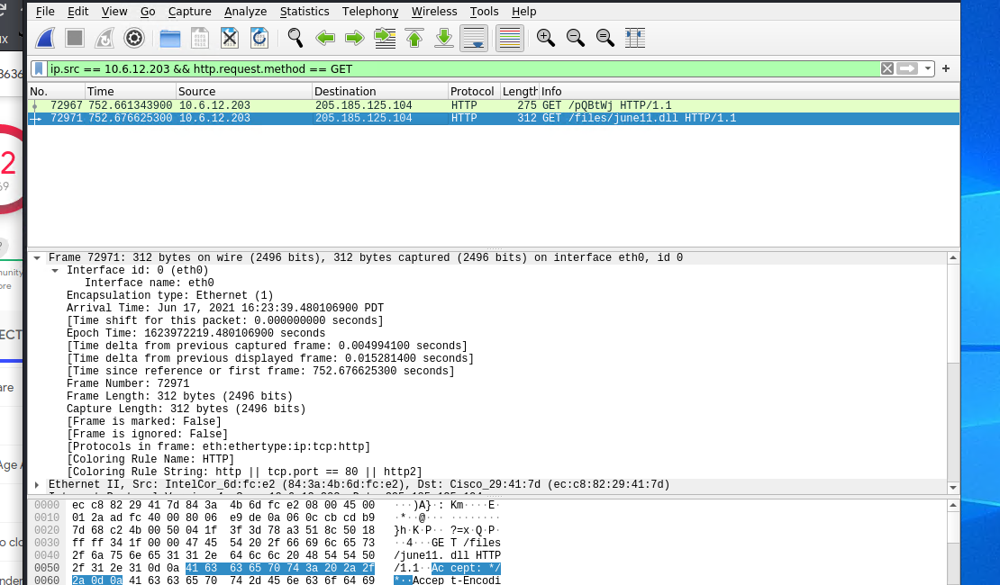 File Edit View Go Capture Analyze Statistics Telephony Wireless Tools Help
ip.src == 10.6.12.203 && http.request.method == GET
No. Time Source Destination Protocol Length Info
72967 752.661343900 10.6.12.203 205.185.125.104 HTTP 275 GET /pQBtWj HTTP/1.1
72971 752.676625300 10.6.12.203 205.185.125.104 HTTP 312 GET /files/june11.dll HTTP/1.1
Frame 72971: 312 bytes on wire (2496 bits), 312 bytes captured (2496 bits) on interface eth0, id 0
Interface id: 0 (eth0)
Interface name: eth0
Encapsulation type: Ethernet (1)
Arrival Time: Jun 17, 2021 16:23:39.480106900 PDT
[Time shift for this packet: 0.000000000 seconds]
Epoch Time: 1623972219.480106900 seconds
[Time delta from previous captured frame: 0.004994100 seconds]
[Time delta from previous displayed frame: 0.015281400 seconds]
[Time since reference or first frame: 752.676625300 seconds]
Frame Number: 72971
Frame Length: 312 bytes (2496 bits)
Capture Length: 312 bytes (2496 bits)
[Frame is marked: False]
[Frame is ignored: False]
[Protocols in frame: eth:ethertype:ip:tcp:http]
[Coloring Rule Name: HTTP]
[Coloring Rule String: http || tcp.port == 80 || http2]
Ethernet II, Src: IntelCor_6d:fc:e2 (84:3a:4b:6d:fc:e2), Dst: Cisco_29:41:7d (ec:c8:82:29:41:7d)
0000 ec c8 82 29 41 7d 84 3a 4b 6d fc e2 08 00 45 00 ···)A}·: Km····E·
0010 01 2a ad fc 40 00 80 06 e9 de 0a 06 0c cb cd b9 ·*··@··· ········
0020 7d 68 c2 4b 00 50 04 1f 3f 3d 78 a3 51 8c 50 18 }h·K·P·· ?=x·Q·P·
0030 ff ff 34 1f 00 00 47 45 54 20 2f 66 69 6c 65 73 ··4···GE T /files
0040 2f 6a 75 6e 65 31 31 2e 64 6c 6c 20 48 54 54 50 /june11. dll HTTP
0050 2f 31 2e 31 0d 0a 41 63 63 65 70 74 3a 20 2a 2f /1.1··Ac cept: */
0060 2a 0d 0a 41 63 63 65 70 74 2d 45 6e 63 6f 64 69 *··Accep t-Encodi